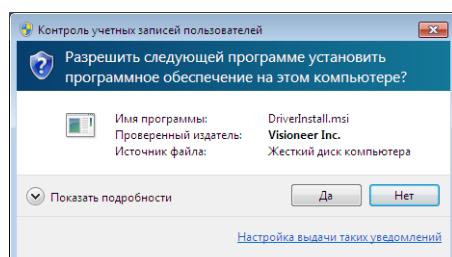 Контроль учетных записей пользователей
Разрешить следующей программе установить
программное обеспечение на этом компьютере?
Имя программы: DriverInstall.msi
Проверенный издатель: Visioneer Inc.
Источник файла: Жесткий диск компьютера
Показать подробности Да Нет
Настройка выдачи таких уведомлений